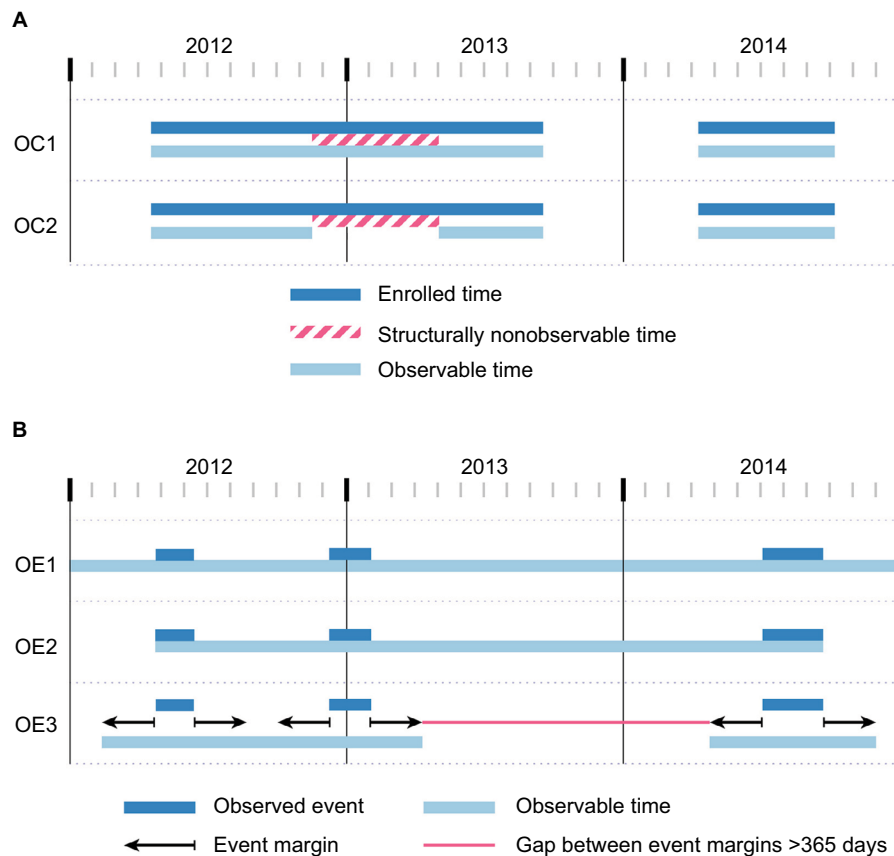 A
2012 2013 2014
OC1
OC2
Enrolled time
Structurally nonobservable time
Observable time
B
2012 2013 2014
OE1
OE2
OE3
Observed event Observable time
Event margin Gap between event margins >365 days